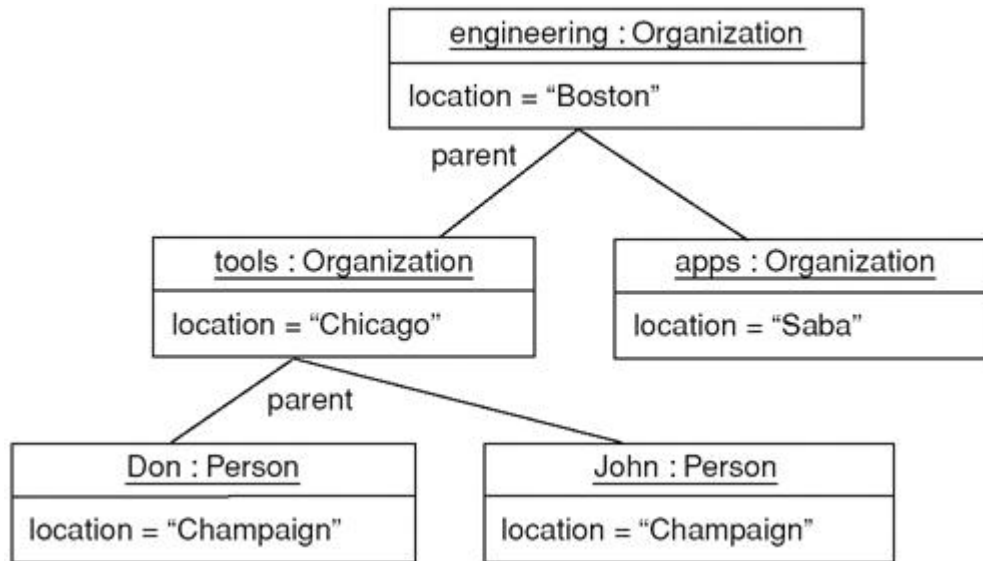 engineering : Organization
location = “Boston”
parent
tools : Organization
apps : Organization
location = “Chicago”
location = “Saba”
parent
Don : Person
John : Person
location = “Champaign”
location = “Champaign”